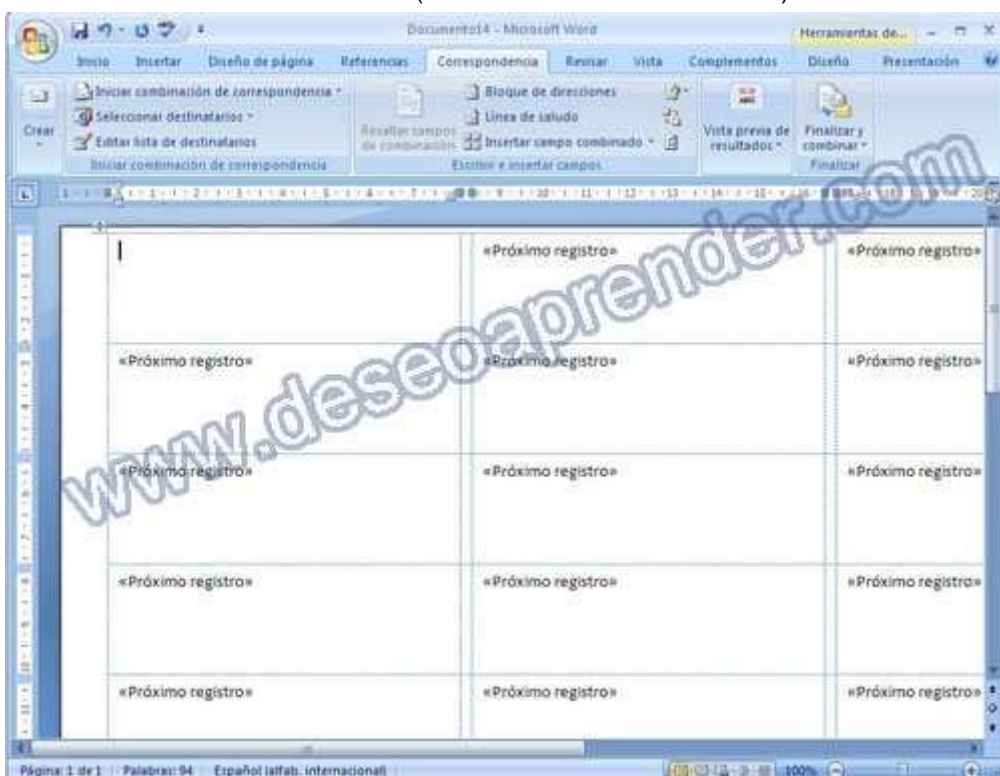 Documento14 - Microsoft Word
Herramientas de...
Inicio Insertar Diseño de página Referencias Correspondencia Revisar Vista Complementos Diseño Presentación
Crear
Iniciar combinación de correspondencia
Seleccionar destinatarios
Editar lista de destinatarios
Iniciar combinación de correspondencia
Resaltar campos de combinación
Bloque de direcciones
Línea de saludo
Insertar campo combinado
Escribir e insertar campos
Vista previa de resultados
Finalizar y combinar
Finalizar
«Próximo registro» «Próximo registro»
«Próximo registro» «Próximo registro» «Próximo registro»
«Próximo registro» «Próximo registro» «Próximo registro»
«Próximo registro» «Próximo registro» «Próximo registro»
«Próximo registro» «Próximo registro» «Próximo registro»
www.deseoaprender.com
Página: 1 de 1 Palabras: 94 Español (alfab. internacional) 100%